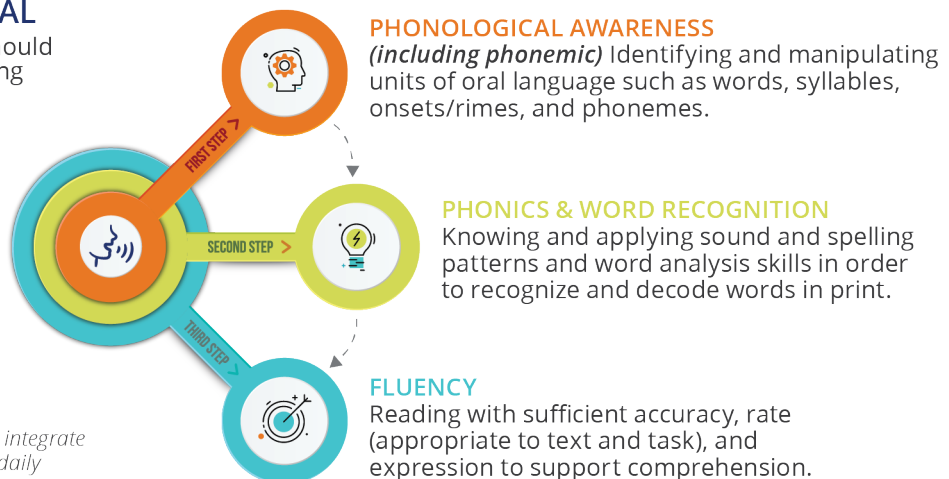 AL
ould
ng
PHONOLOGICAL AWARENESS
(including phonemic) Identifying and manipulating
units of oral language such as words, syllables,
onsets/rimes, and phonemes.
FIRST STEP >
SECOND STEP >
PHONICS & WORD RECOGNITION
Knowing and applying sound and spelling
patterns and word analysis skills in order
to recognize and decode words in print.
THIRD STEP >
FLUENCY
Reading with sufficient accuracy, rate
(appropriate to text and task), and
expression to support comprehension.
integrate
daily